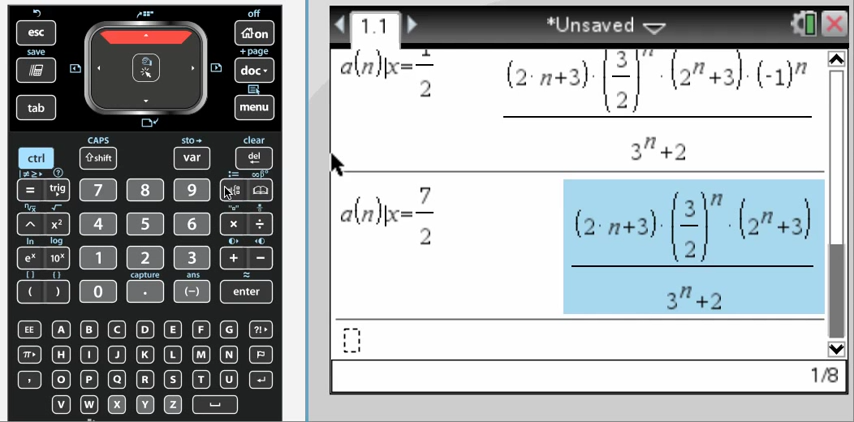 off
esc
on
save
+ page
doc
tab
menu
CAPS
sto →
clear
ctrl
⇧shift
var
del
|≠≥▸
:=
∞β°
=
trig
7
8
9
ⁿ√x
√
"□"
^
x²
4
5
6
×
÷
ln
log
eˣ
10ˣ
1
2
3
+
−
[ ]
{ }
capture
ans
≈
(
)
0
.
(−)
enter
EE
A
B
C
D
E
F
G
?!▸
π▸
H
I
J
K
L
M
N
,
O
P
Q
R
S
T
U
V
W
X
Y
Z
1.1
*Unsaved
a(n)|x=1/2
(2·n+3)·(3/2)ⁿ·(2ⁿ+3)·(-1)ⁿ
3ⁿ+2
a(n)|x=7/2
(2·n+3)·(3/2)ⁿ·(2ⁿ+3)
3ⁿ+2
1/8